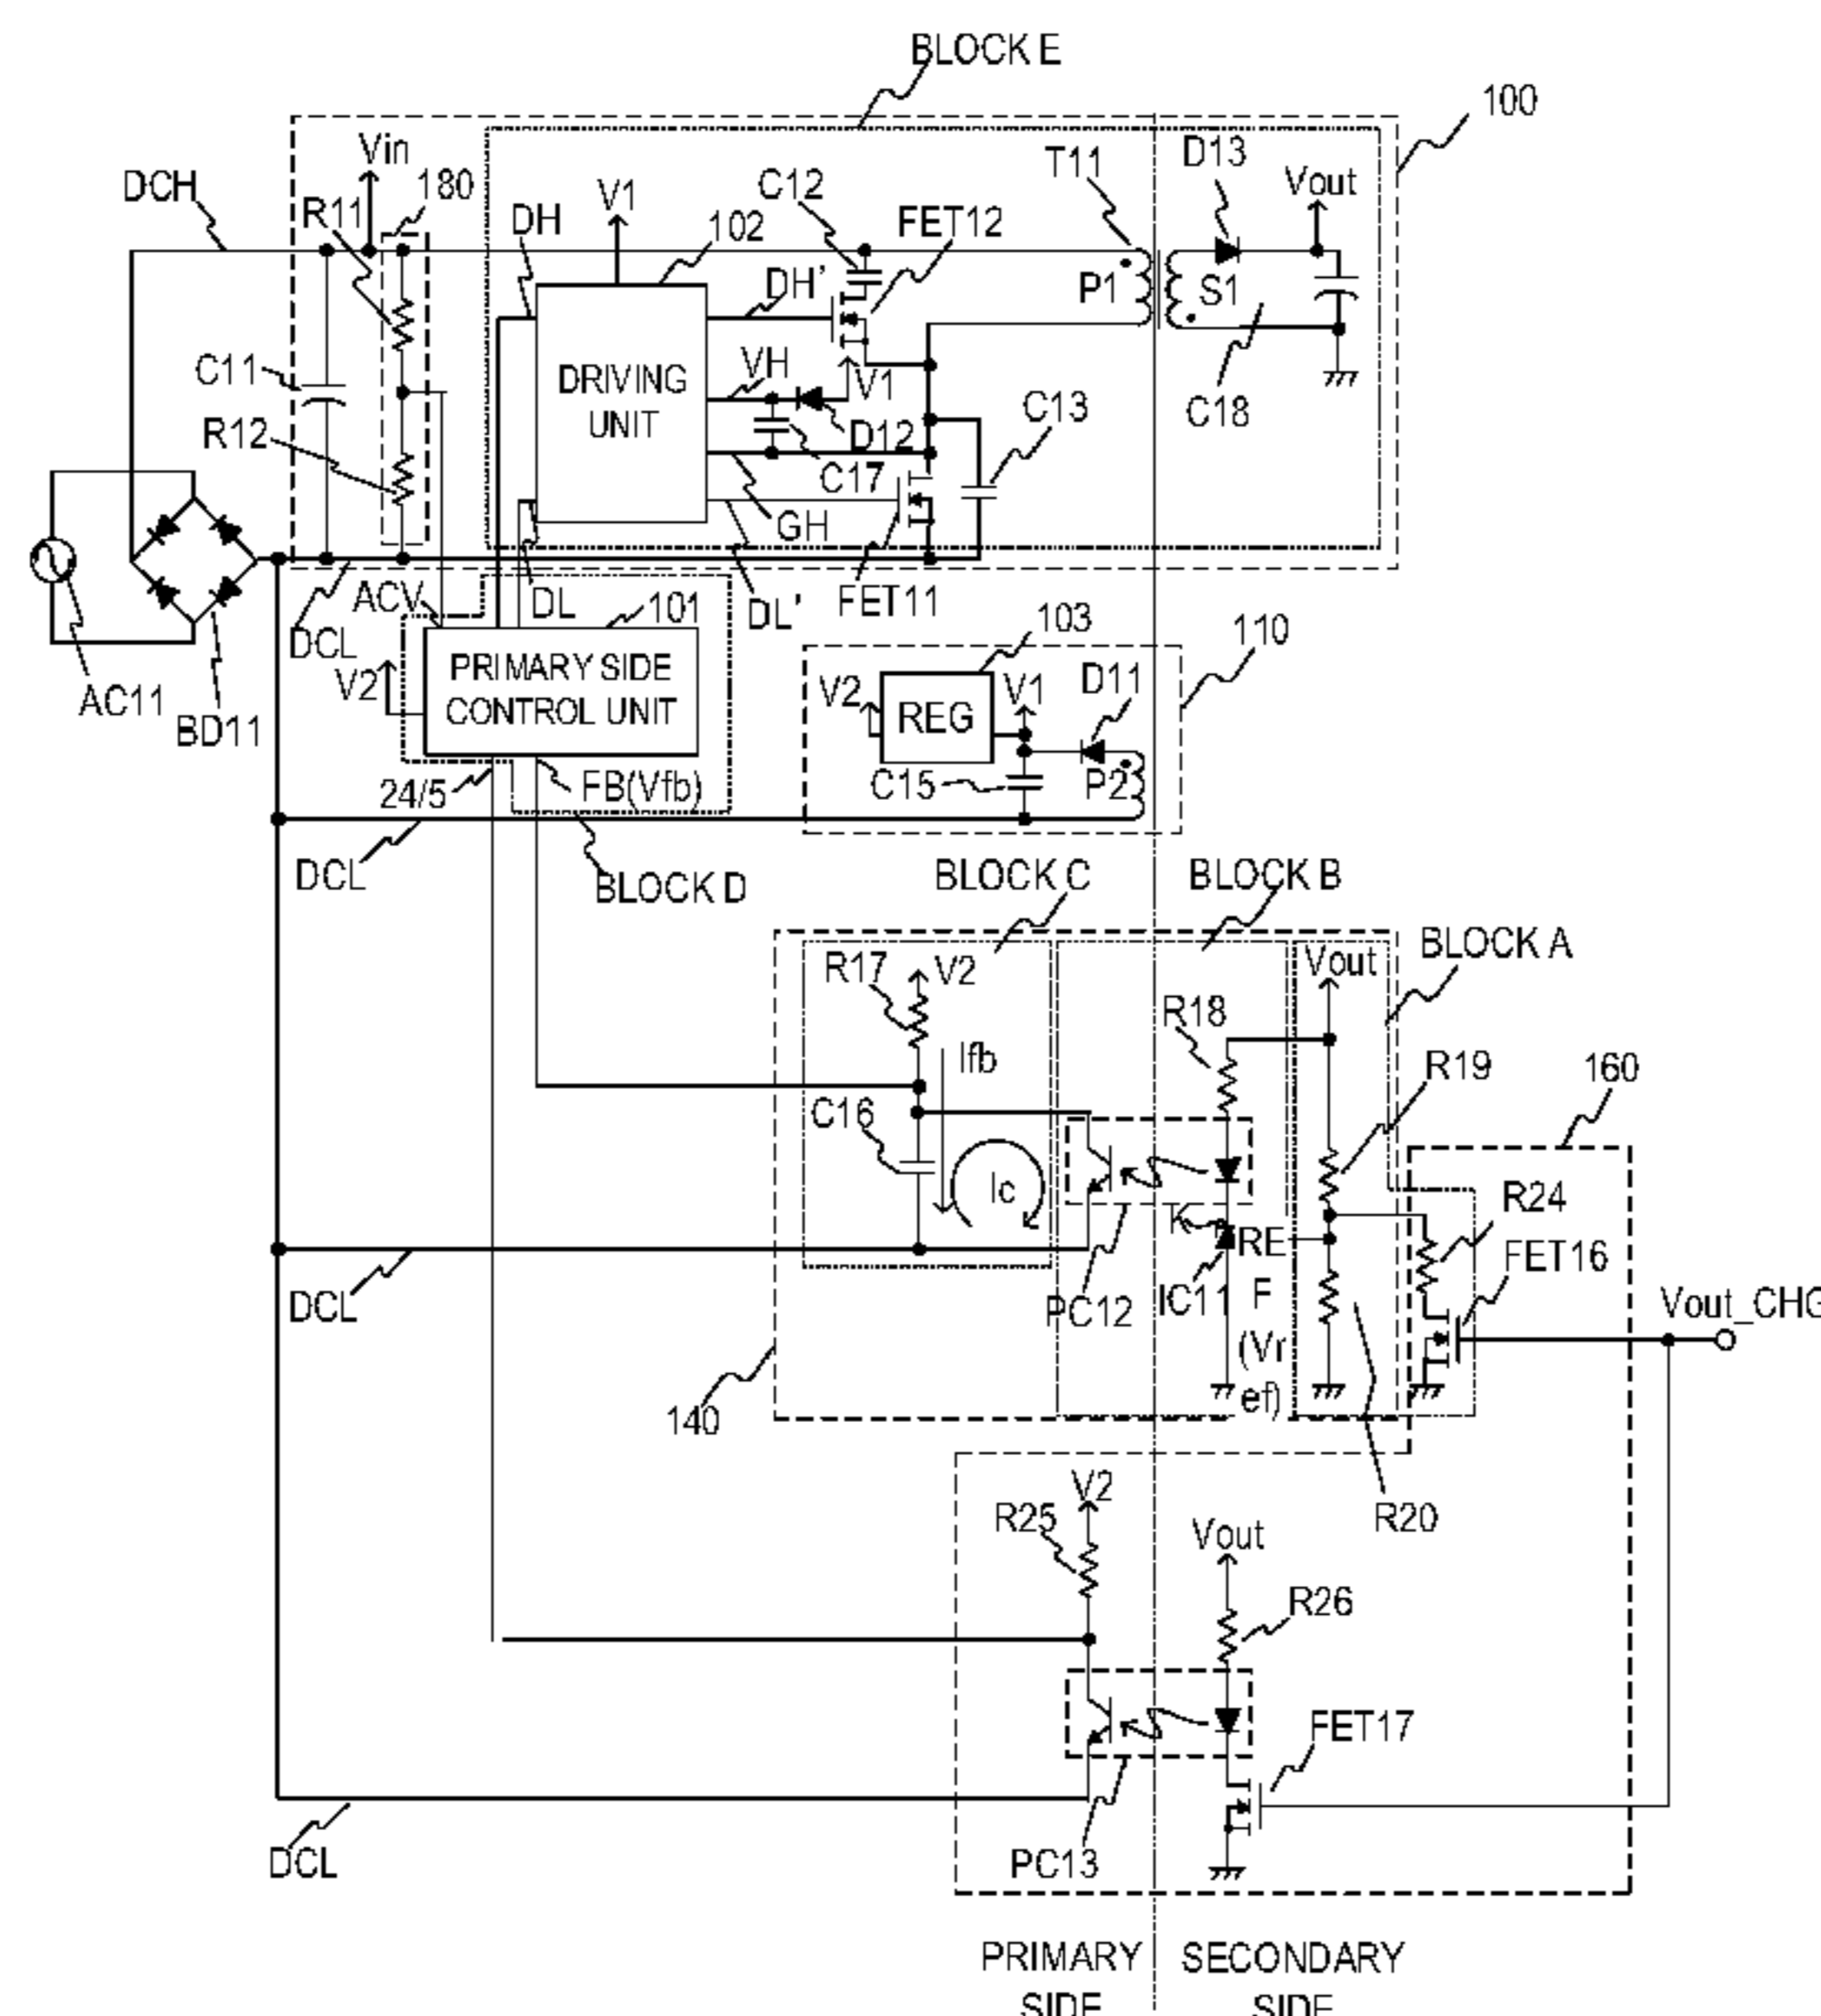 BLOCK E
100
Vin
DCH
R11
180
V1
C12
T11
D13
Vout
DH
102
FET12
DH'
P1
S1
C11
DRIVING
UNIT
VH
V1
C13
C18
R12
D12
C17
GH
ACV
DL
101
DL'
FET11
103
110
DCL
AC11
BD11
V2
PRIMARY SIDE
CONTROL UNIT
V2
REG
V1
D11
24/5
FB(Vfb)
C15
P2
DCL
BLOCK D
BLOCK C
BLOCK B
BLOCK A
R17
V2
Vout
R18
R19
160
Ifb
C16
Ic
R24
K
RE
F
(Vr
ef)
FET16
DCL
PC12
IC11
Vout_CHG
140
V2
R25
Vout
R20
R26
FET17
DCL
PC13
PRIMARY
SIDE
SECONDARY
SIDE